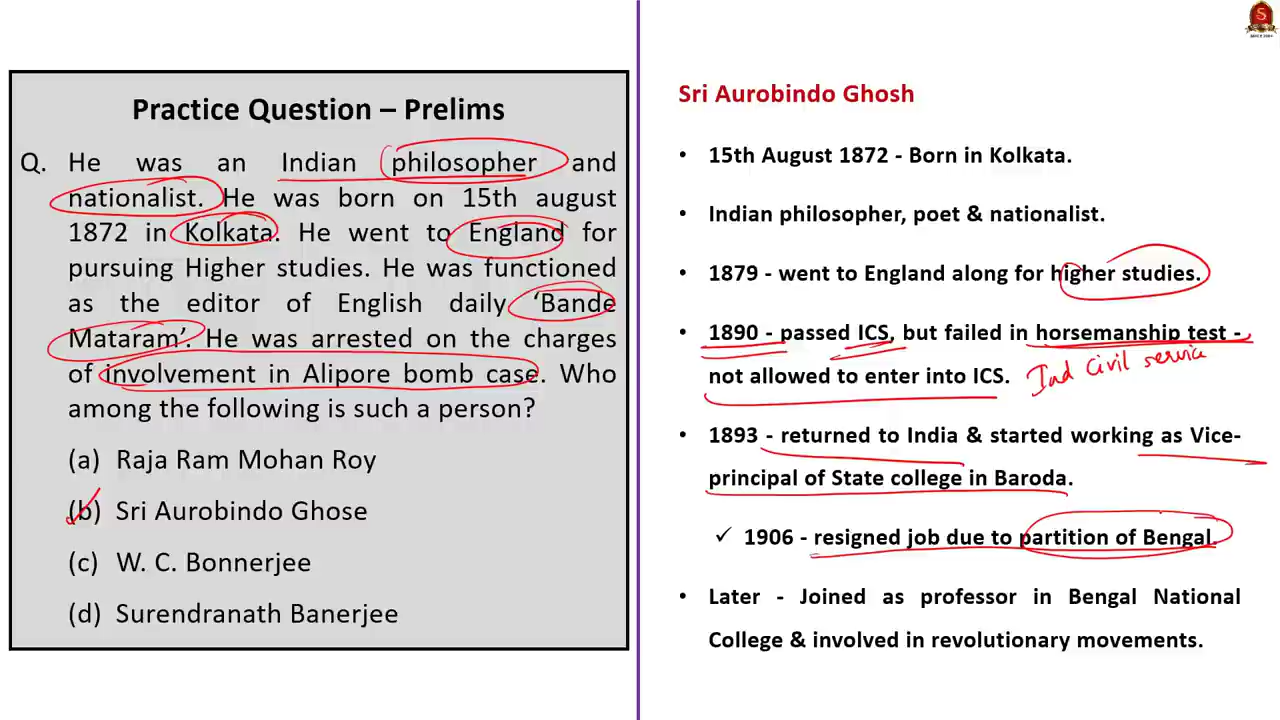 Practice Question – Prelims
Q. He was an Indian philosopher and
nationalist. He was born on 15th august
1872 in Kolkata. He went to England for
pursuing Higher studies. He was functioned
as the editor of English daily ‘Bande
Mataram’. He was arrested on the charges
of involvement in Alipore bomb case. Who
among the following is such a person?
(a) Raja Ram Mohan Roy
(b) Sri Aurobindo Ghose
(c) W. C. Bonnerjee
(d) Surendranath Banerjee
S
SINCE 2004
Sri Aurobindo Ghosh
• 15th August 1872 - Born in Kolkata.
• Indian philosopher, poet & nationalist.
• 1879 - went to England along for higher studies.
• 1890 - passed ICS, but failed in horsemanship test -
not allowed to enter into ICS.
Ind Civil service
• 1893 - returned to India & started working as Vice-
principal of State college in Baroda.
✓ 1906 - resigned job due to partition of Bengal.
• Later - Joined as professor in Bengal National
College & involved in revolutionary movements.